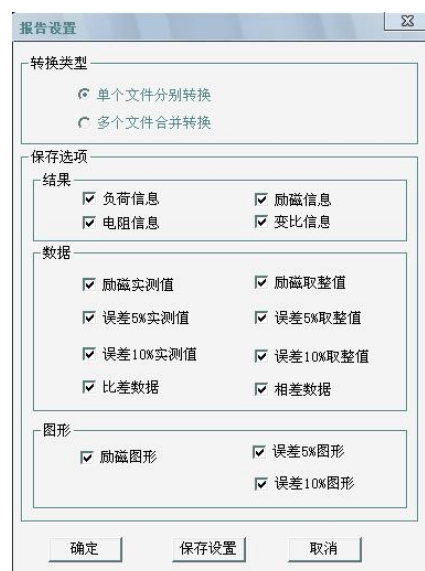 报告设置
转换类型
单个文件分别转换
多个文件合并转换
保存选项
结果
负荷信息 励磁信息
电阻信息 变比信息
数据
励磁实测值 励磁取整值
误差5%实测值 误差5%取整值
误差10%实测值 误差10%取整值
比差数据 相差数据
图形
励磁图形 误差5%图形
误差10%图形
确定 保存设置 取消